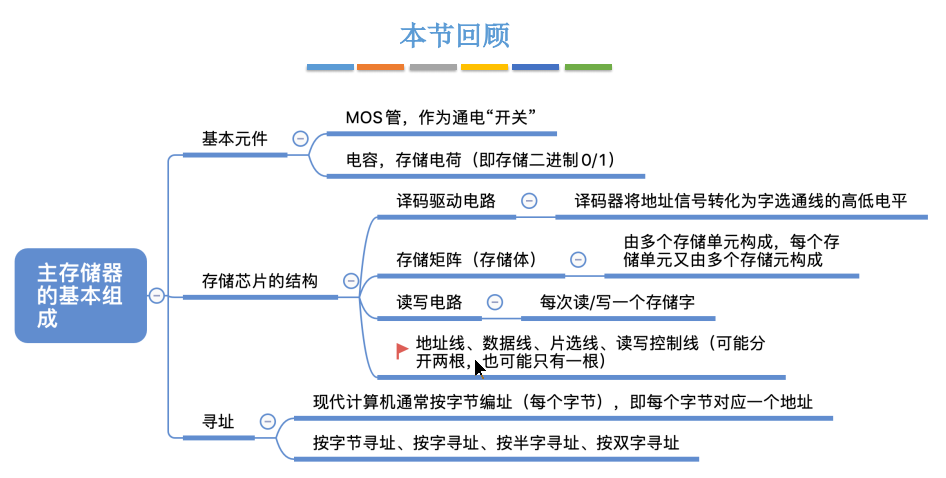 本节回顾
基本元件
MOS管，作为通电“开关”
电容，存储电荷（即存储二进制0/1）
主存储器
的基本组
成
存储芯片的结构
译码驱动电路
译码器将地址信号转化为字选通线的高低电平
存储矩阵（存储体）
由多个存储单元构成，每个存
储单元又由多个存储元构成
读写电路
每次读/写一个存储字
地址线、数据线、片选线、读写控制线（可能分
开两根，也可能只有一根）
寻址
现代计算机通常按字节编址（每个字节），即每个字节对应一个地址
按字节寻址、按字寻址、按半字寻址、按双字寻址